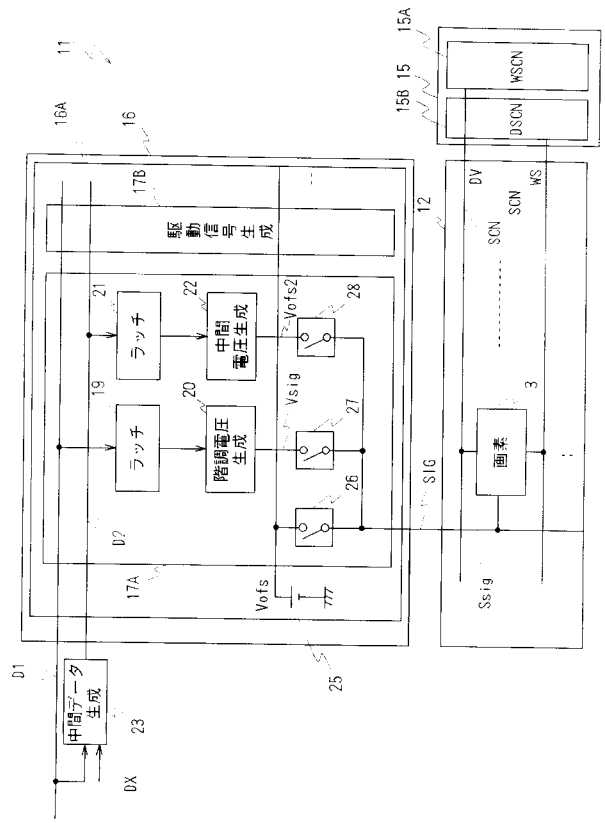 11
D1
16A
16
17B
駆動信号生成
15A
15
15B
WSCN
DSCN
DX
中間データ
生成
23
D2
19
ラッチ
21
ラッチ
20
階調電圧
生成
22
中間
電圧生成
17A
Vofs
Vsig
Vofs2
26
27
28
25
SIG
12
DV
SCN
SCN
WS
Ssig
画素
3